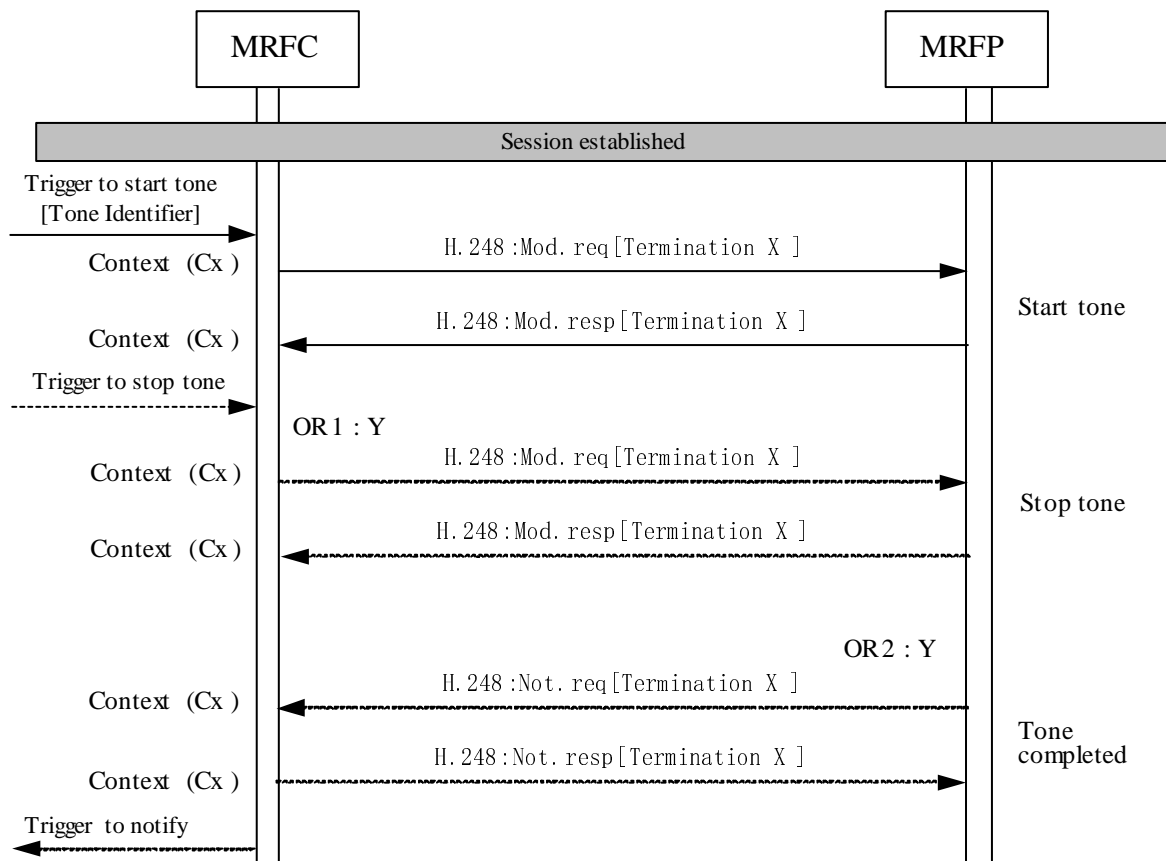 MRFC
MRFP
Session established
Trigger to start tone
[Tone Identifier]
Context (Cx )
H.248:Mod.req[Termination X ]
Start tone
H.248:Mod.resp[Termination X ]
Context (Cx )
Trigger to stop tone
OR1 : Y
Context (Cx )
H.248:Mod.req[Termination X ]
Stop tone
Context (Cx )
H.248:Mod.resp[Termination X ]
OR2 : Y
Context (Cx )
H.248:Not.req[Termination X ]
Tone
completed
Context (Cx )
H.248:Not.resp[Termination X ]
Trigger to notify